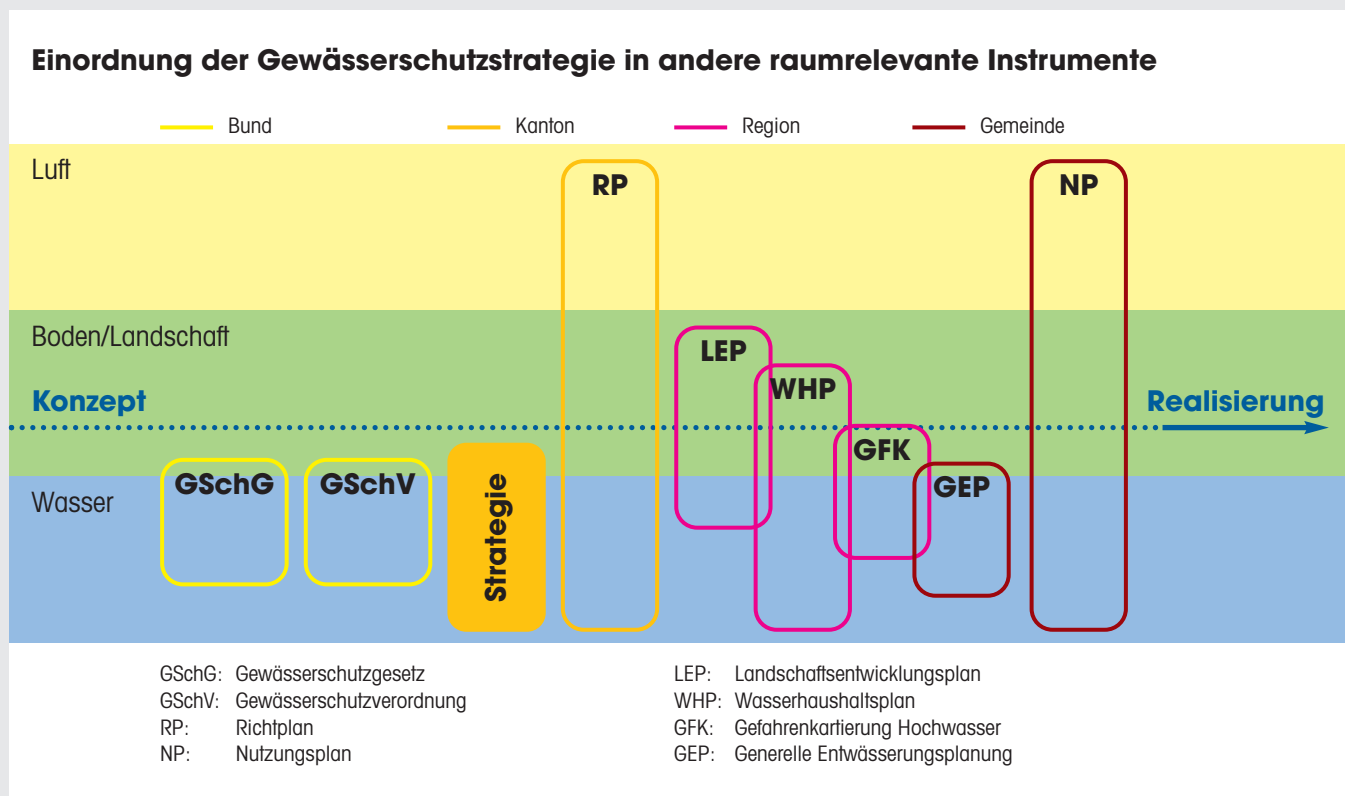 Einordnung der Gewässerschutzstrategie in andere raumrelevante Instrumente
Bund Kanton Region Gemeinde
Luft
RP
NP
Boden/Landschaft
LEP
WHP
Konzept
Realisierung
GFK
GSchG
GSchV
Strategie
GEP
Wasser
GSchG: Gewässerschutzgesetz
GSchV: Gewässerschutzverordnung
RP: Richtplan
NP: Nutzungsplan
LEP: Landschaftsentwicklungsplan
WHP: Wasserhaushaltsplan
GFK: Gefahrenkartierung Hochwasser
GEP: Generelle Entwässerungsplanung